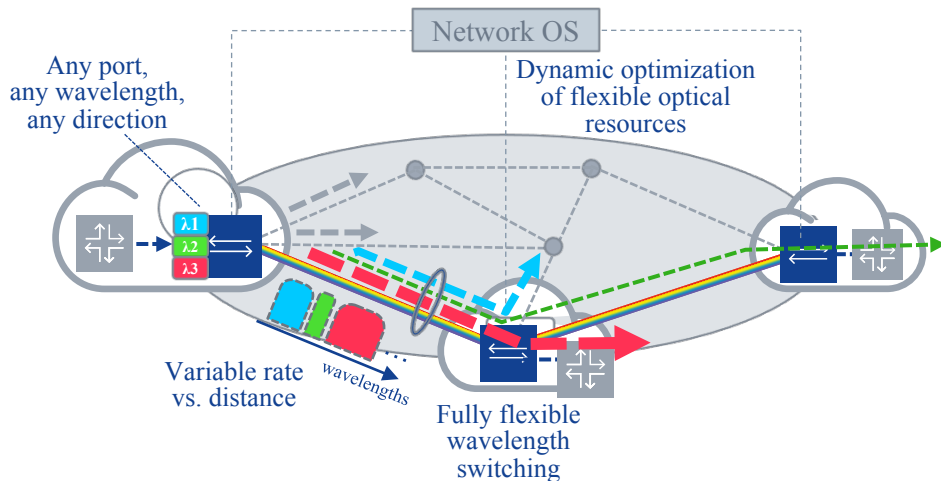 Network OS
Any port,
any wavelength,
any direction
Dynamic optimization
of flexible optical
resources
λ1
λ2
λ3
wavelengths
...
Variable rate
vs. distance
Fully flexible
wavelength
switching